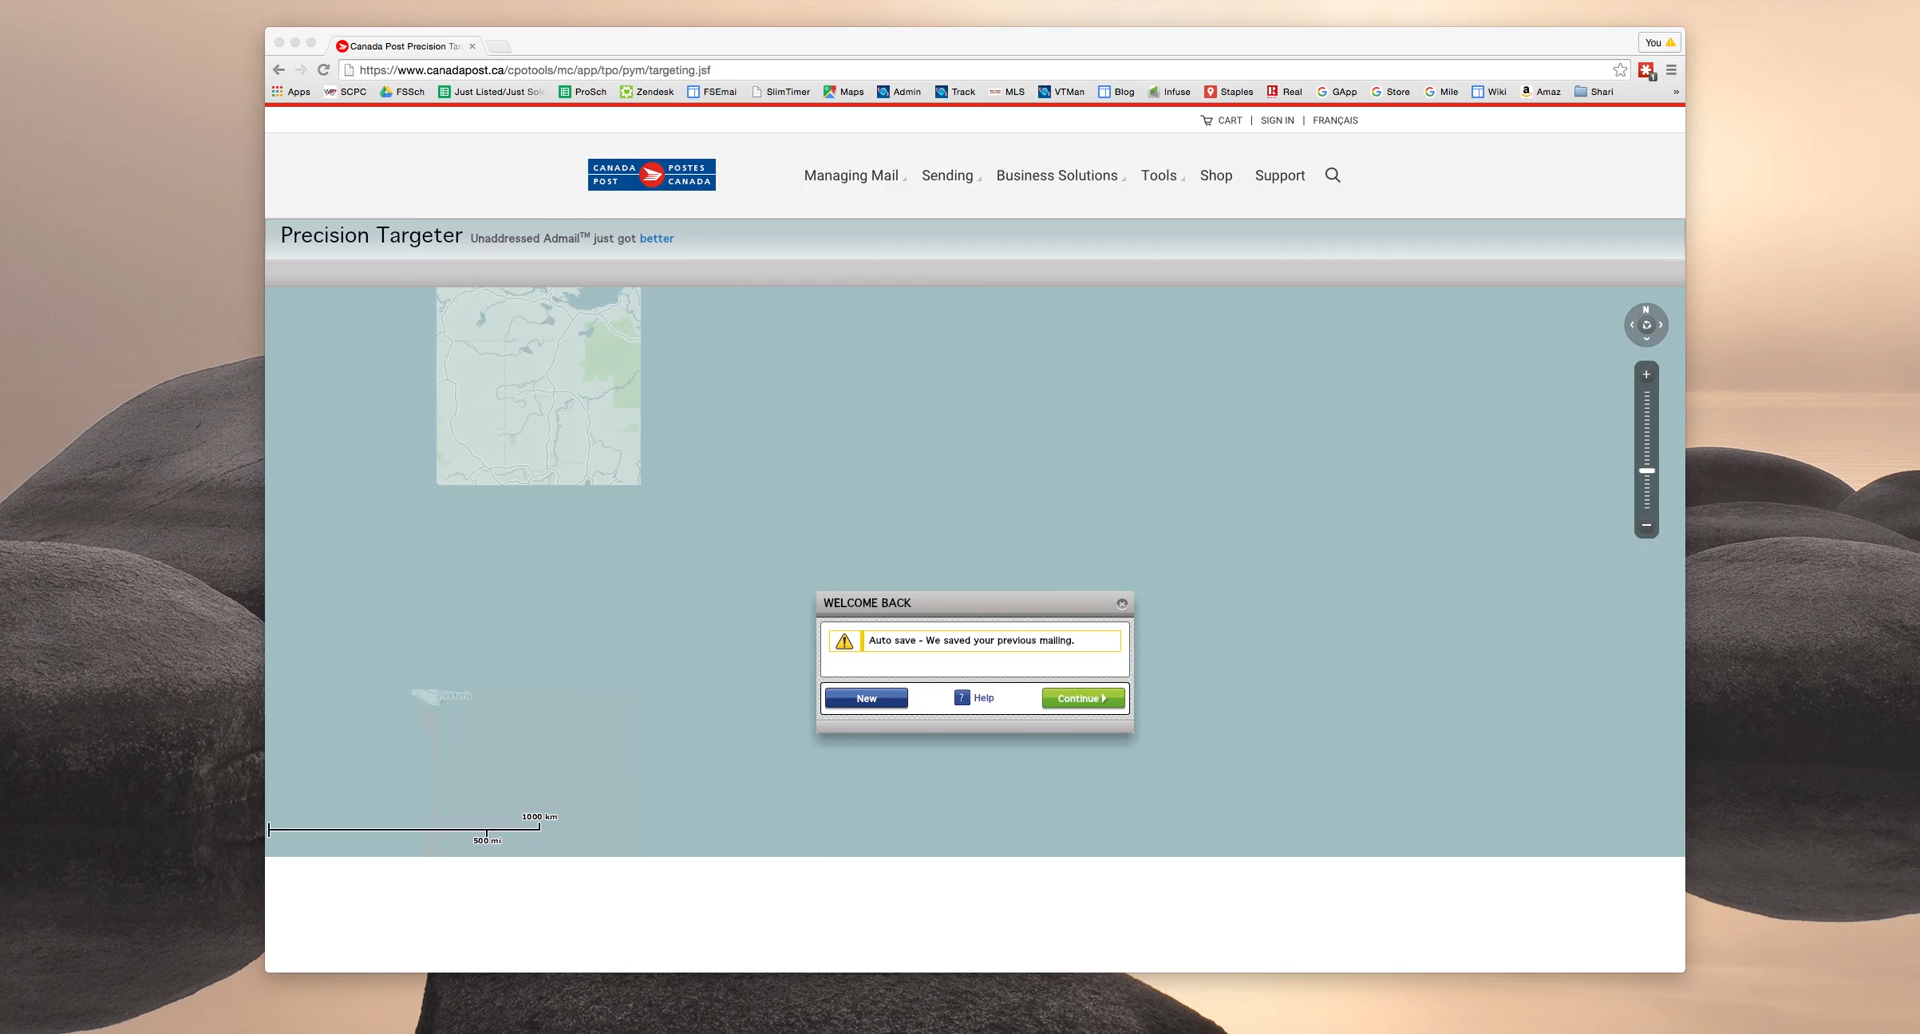 Canada Post Precision Tar
You
https://www.canadapost.ca/cpotools/mc/app/tpo/pym/targeting.jsf
Apps SCPC FSSch Just Listed/Just Sol ProSch Zendesk FSEmai SlimTimer Maps Admin Track MLS VTMan Blog Infuse Staples Real GApp Store Mile Wiki Amaz Shari »
CART | SIGN IN | FRANÇAIS
CANADA POSTES
POST CANADA
Managing Mail Sending Business Solutions Tools Shop Support
Precision Targeter Unaddressed Admail™ just got better
N
WELCOME BACK
Auto save - We saved your previous mailing.
New ? Help Continue
Victoria
1000 km
500 mi